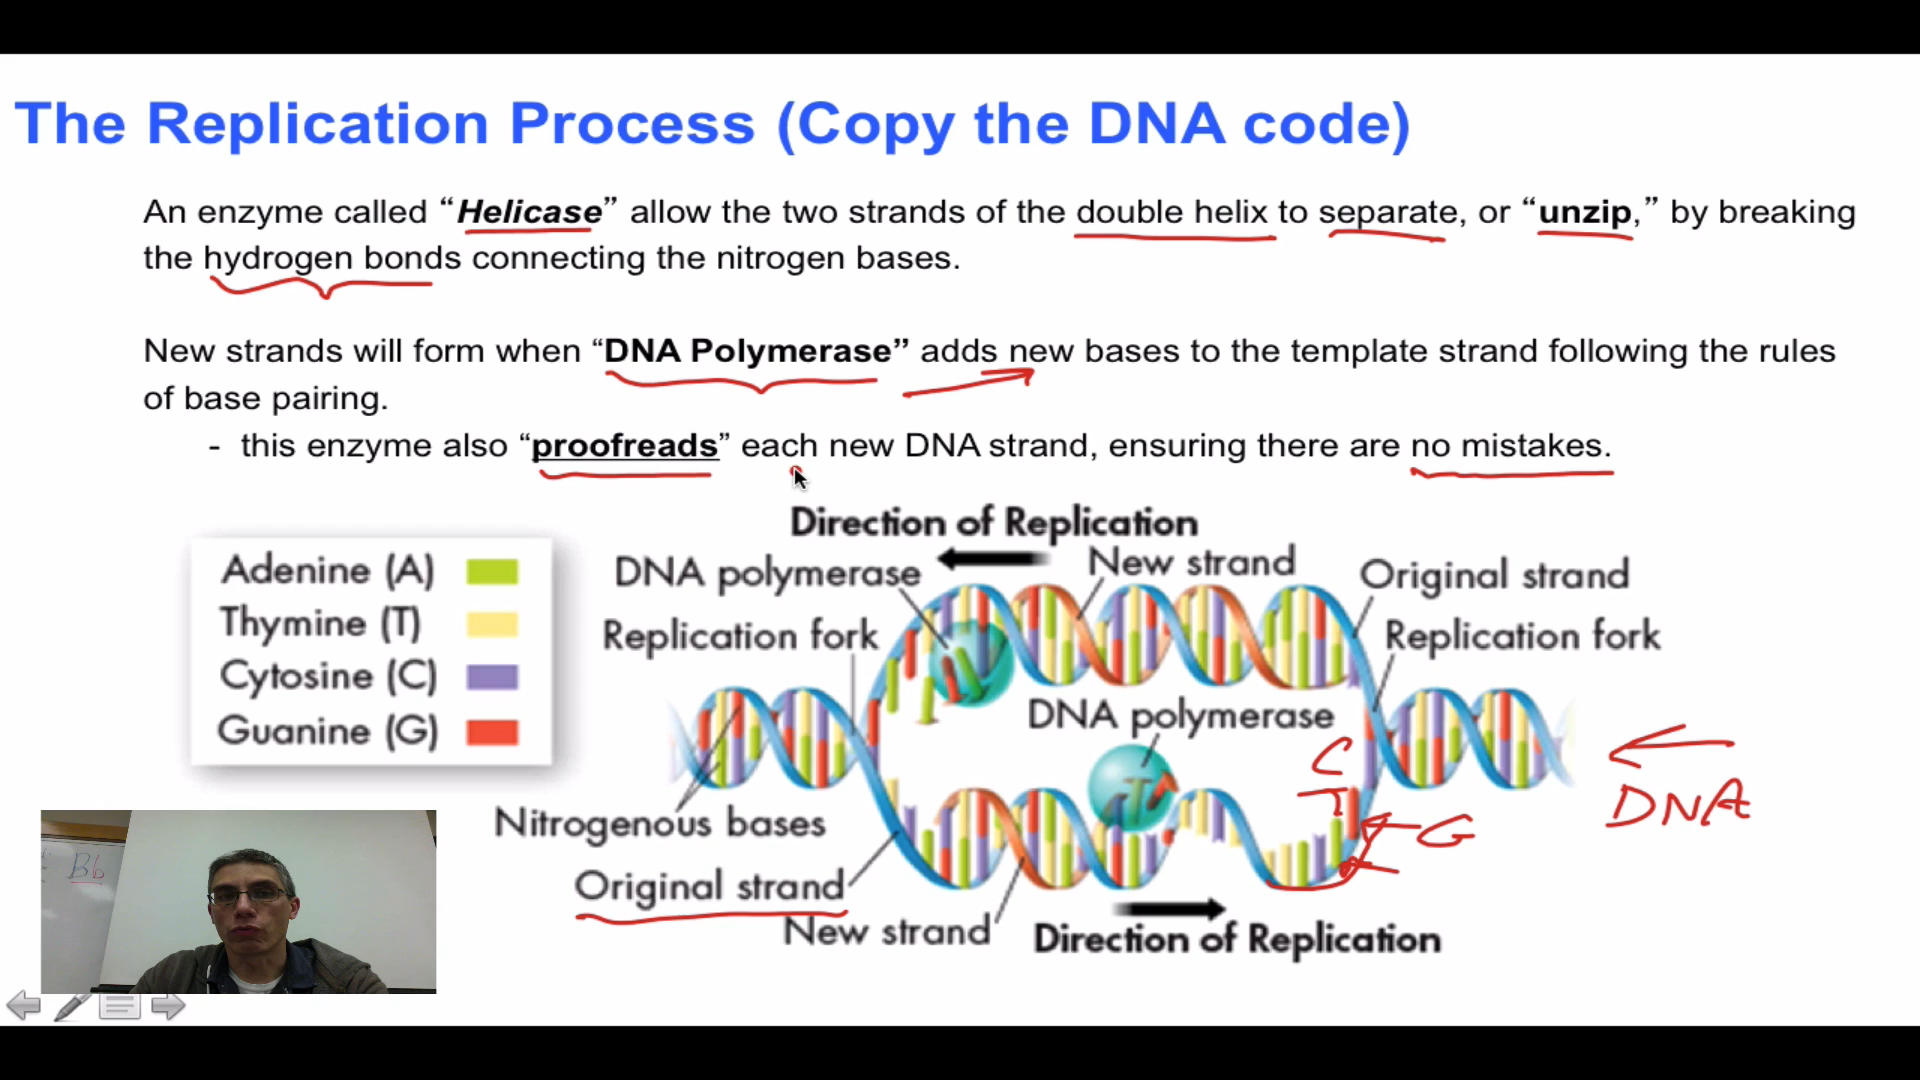 The Replication Process (Copy the DNA code)
An enzyme called “Helicase” allow the two strands of the double helix to separate, or “unzip,” by breaking
the hydrogen bonds connecting the nitrogen bases.
New strands will form when “DNA Polymerase” adds new bases to the template strand following the rules
of base pairing.
- this enzyme also “proofreads” each new DNA strand, ensuring there are no mistakes.
Direction of Replication
DNA polymerase
New strand
Original strand
Replication fork
Replication fork
Adenine (A)
Thymine (T)
Cytosine (C)
Guanine (G)
DNA polymerase
C
T
G
DNA
Nitrogenous bases
Original strand
New strand
Direction of Replication
Bb